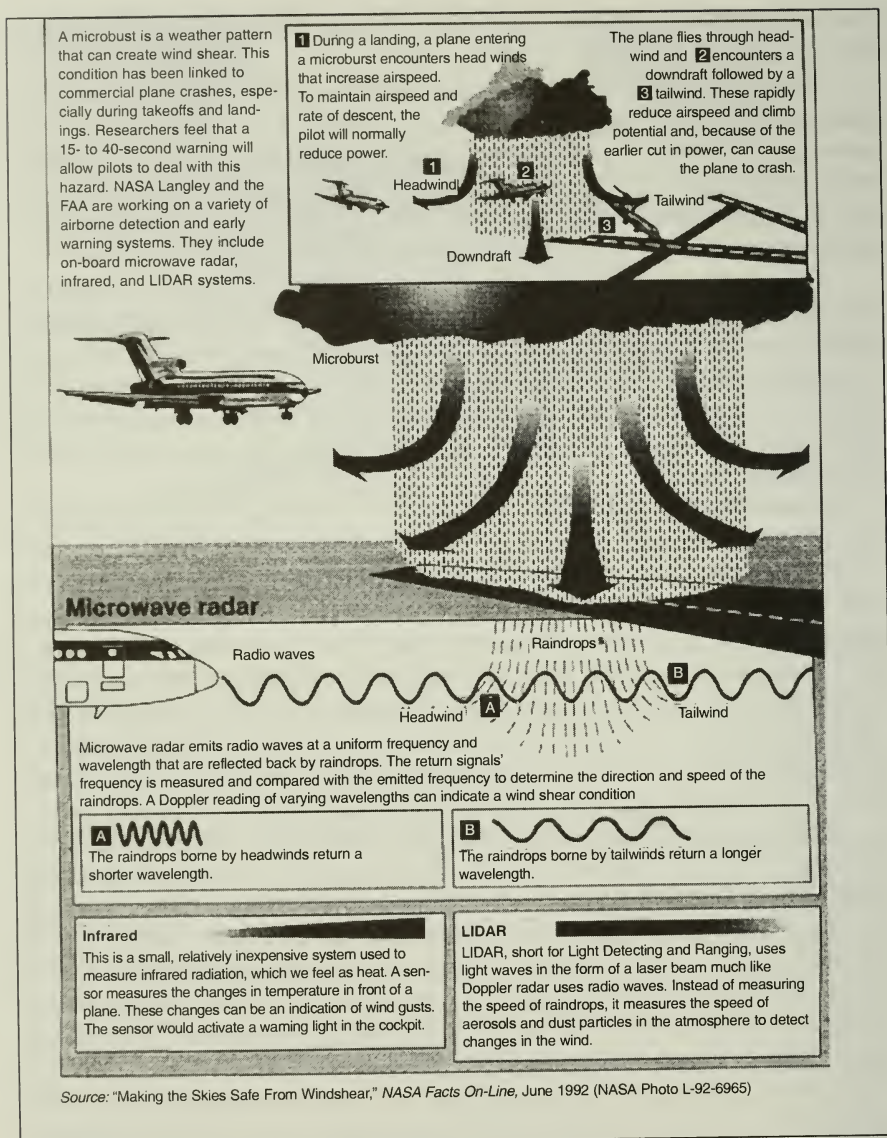 A microbust is a weather pattern
that can create wind shear. This
condition has been linked to
commercial plane crashes, espe-
cially during takeoffs and land-
ings. Researchers feel that a
15- to 40-second warning will
allow pilots to deal with this
hazard. NASA Langley and the
FAA are working on a variety of
airborne detection and early
warning systems. They include
on-board microwave radar,
infrared, and LIDAR systems.
1 During a landing, a plane entering
a microburst encounters head winds
that increase airspeed.
To maintain airspeed and
rate of descent, the
pilot will normally
reduce power.
The plane flies through head-
wind and 2 encounters a
downdraft followed by a
3 tailwind. These rapidly
reduce airspeed and climb
potential and, because of the
earlier cut in power, can cause
the plane to crash.
1
Headwind
2
Tailwind
3
Downdraft
Microburst
Microwave radar
Radio waves
Raindrops
B
A
Headwind
Tailwind
Microwave radar emits radio waves at a uniform frequency and
wavelength that are reflected back by raindrops. The return signals'
frequency is measured and compared with the emitted frequency to determine the direction and speed of the
raindrops. A Doppler reading of varying wavelengths can indicate a wind shear condition
A
The raindrops borne by headwinds return a
shorter wavelength.
B
The raindrops borne by tailwinds return a longer
wavelength.
Infrared
This is a small, relatively inexpensive system used to
measure infrared radiation, which we feel as heat. A sen-
sor measures the changes in temperature in front of a
plane. These changes can be an indication of wind gusts.
The sensor would activate a warning light in the cockpit.
LIDAR
LIDAR, short for Light Detecting and Ranging, uses
light waves in the form of a laser beam much like
Doppler radar uses radio waves. Instead of measuring
the speed of raindrops, it measures the speed of
aerosols and dust particles in the atmosphere to detect
changes in the wind.
Source: "Making the Skies Safe From Windshear," NASA Facts On-Line, June 1992 (NASA Photo L-92-6965)